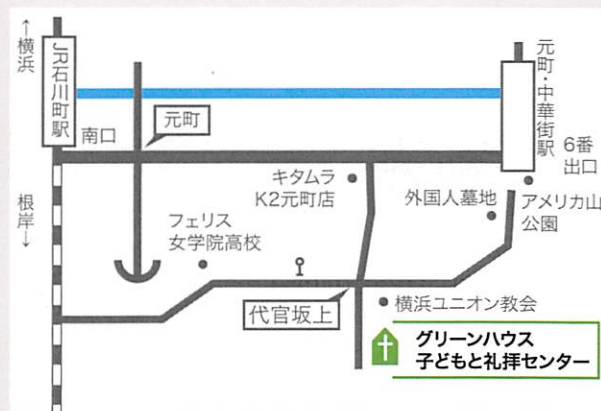 ↑横浜
JR石川町駅
南口
根岸↓
元町
元町・中華街駅
6番
出口
キタムラ
K2元町店
外国人墓地
アメリカ山
公園
フェリス
女学院高校
代官坂上
横浜ユニオン教会
グリーンハウス
子どもと礼拝センター